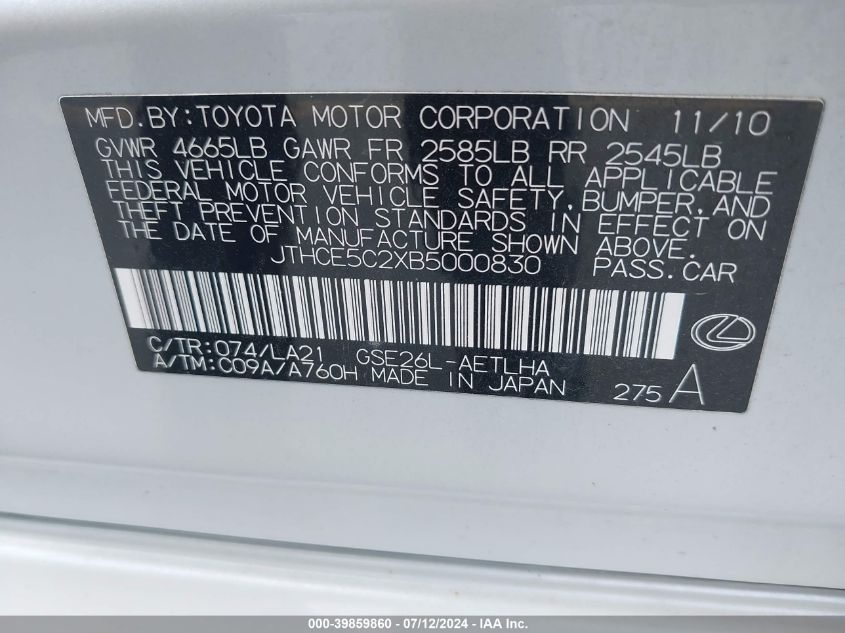 MFD.BY:TOYOTA MOTOR CORPORATION 11/10
GVWR 4665LB GAWR FR 2585LB RR 2545LB
THIS VEHICLE CONFORMS TO ALL APPLICABLE
FEDERAL MOTOR VEHICLE SAFETY,BUMPER,AND
THEFT PREVENTION STANDARDS IN EFFECT ON
THE DATE OF MANUFACTURE SHOWN ABOVE.
JTHCE5C2XB5000830 PASS.CAR
C/TR:074/LA21 GSE26L-AETLHA
A/TM:C09A/A760H MADE IN JAPAN 275 A
000-39859860 / 07/12/2024 - IAA Inc.